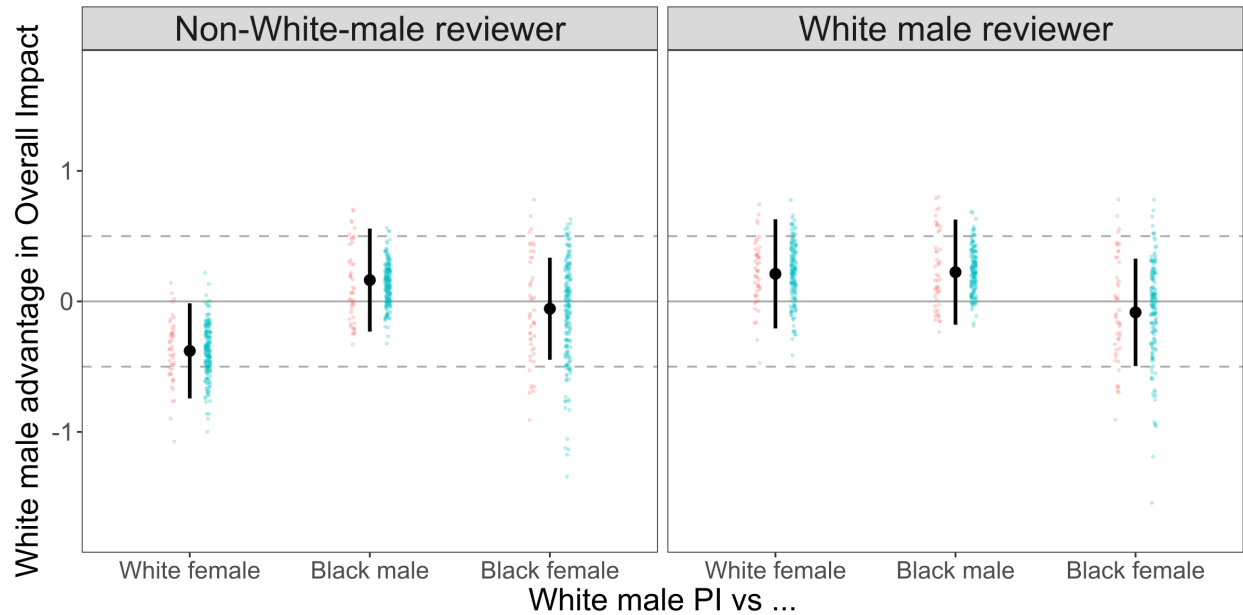 Non-White-male reviewer
White male reviewer
White male advantage in Overall Impact
1
0
-1
White female
Black male
Black female
White female
Black male
Black female
White male PI vs ...